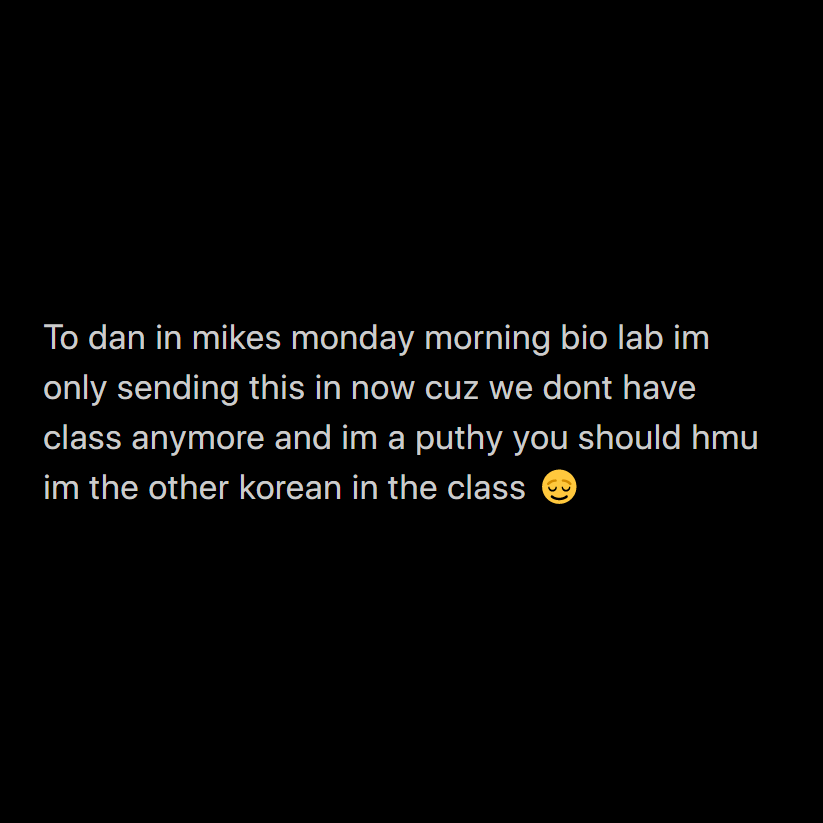 To dan in mikes monday morning bio lab im
only sending this in now cuz we dont have
class anymore and im a puthy you should hmu
im the other korean in the class 😌